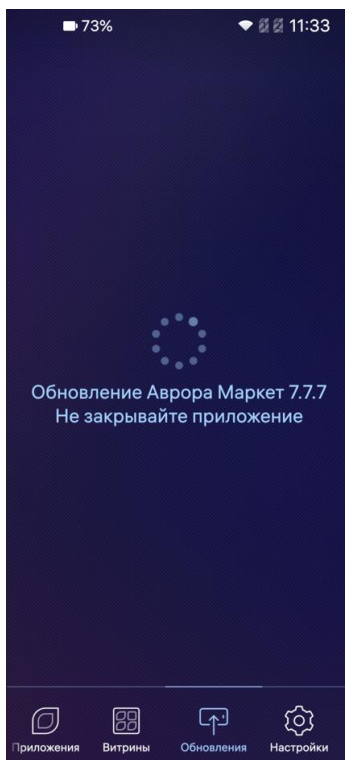 73%
11:33
Обновление Аврора Маркет 7.7.7
Не закрывайте приложение
Приложения Витрины Обновления Настройки